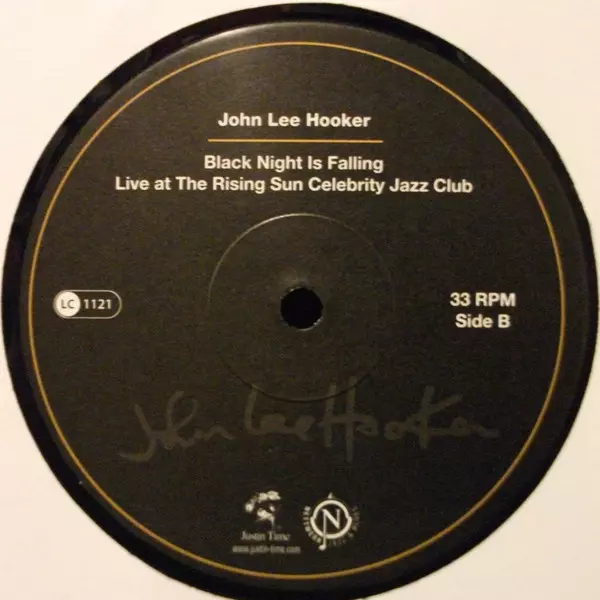 John Lee Hooker
Black Night Is Falling
Live at The Rising Sun Celebrity Jazz Club
LC 1121
33 RPM
Side B
John Lee Hooker
Justin Time
www.justin-time.com
N